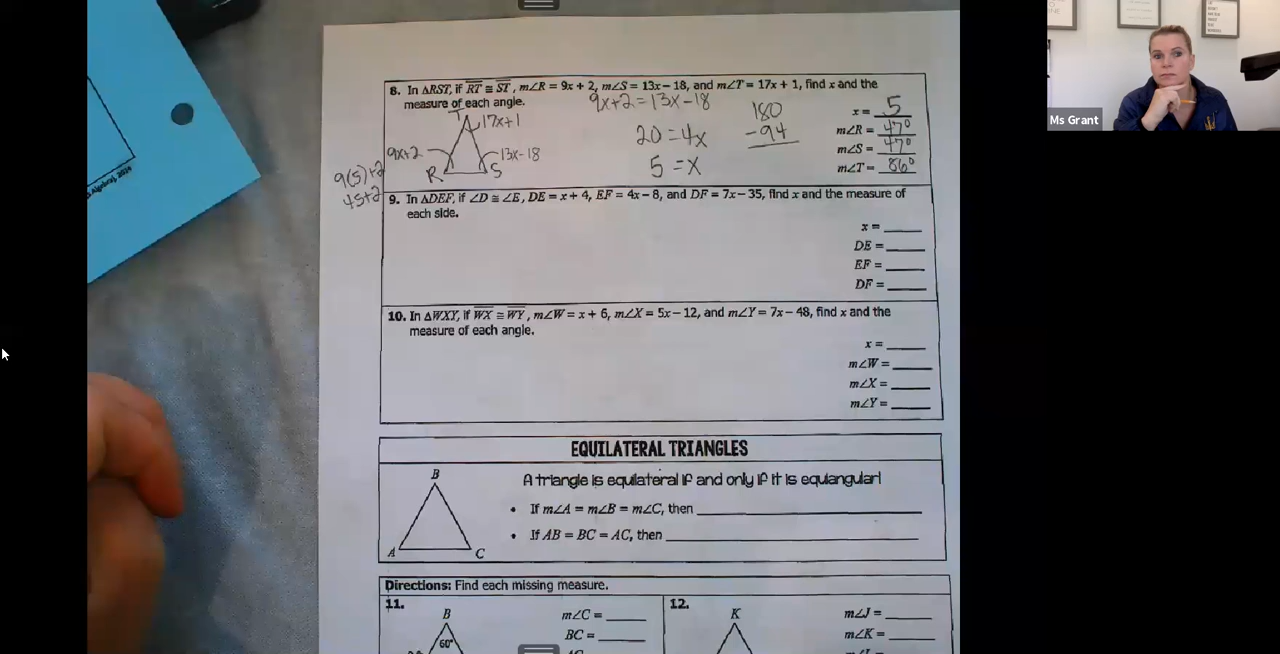 8. In ΔRST, if RT ≅ ST, m∠R = 9x + 2, m∠S = 13x – 18, and m∠T = 17x + 1, find x and the
measure of each angle.
9x+2=13x-18
20=4x
5=x
180
-94
T
17x+1
9x+2
13x-18
R
S
9(5)+2
45+2
x = 5
m∠R = 47°
m∠S = 47°
m∠T = 86°
9. In ΔDEF, if ∠D ≅ ∠E, DE = x + 4, EF = 4x – 8, and DF = 7x – 35, find x and the measure of
each side.
x =
DE =
EF =
DF =
10. In ΔWXY, if WX ≅ WY, m∠W = x + 6, m∠X = 5x – 12, and m∠Y = 7x – 48, find x and the
measure of each angle.
x =
m∠W =
m∠X =
m∠Y =
EQUILATERAL TRIANGLES
B
A
C
A triangle is equilateral if and only if it is equiangular!
• If m∠A = m∠B = m∠C, then
• If AB = BC = AC, then
Directions: Find each missing measure.
11.
B
60°
m∠C =
BC =
12.
K
m∠J =
m∠K =
Algebra), 2014
Ms Grant